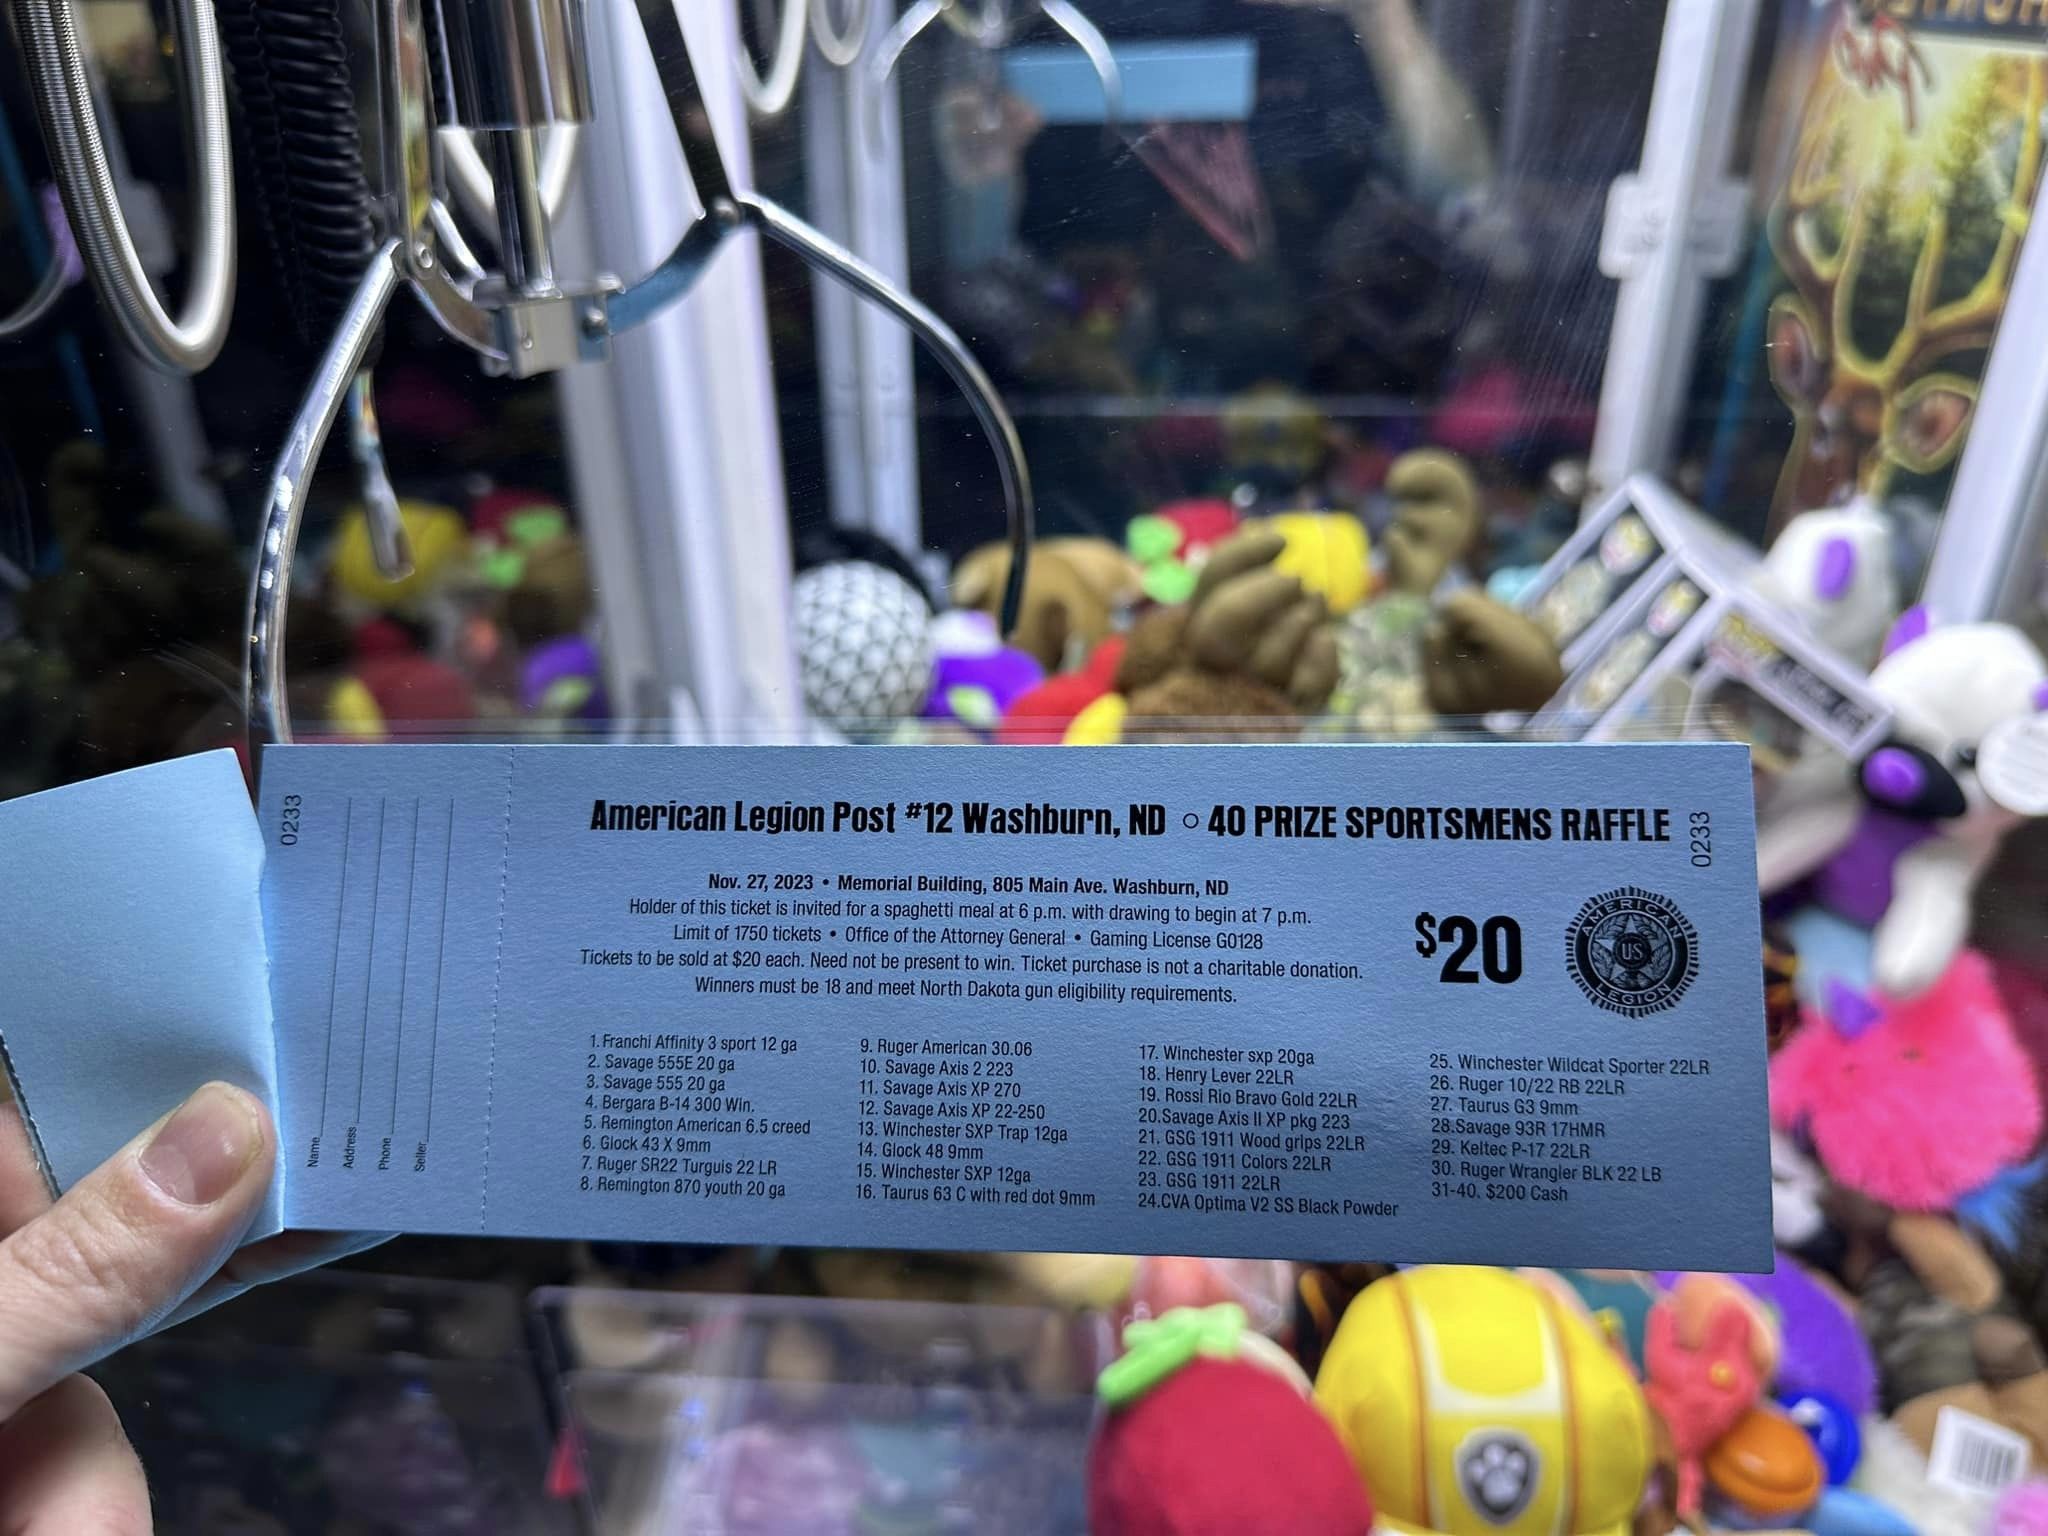 American Legion Post #12 Washburn, ND ○ 40 PRIZE SPORTSMENS RAFFLE
0233
0233
Nov. 27, 2023 • Memorial Building, 805 Main Ave. Washburn, ND
Holder of this ticket is invited for a spaghetti meal at 6 p.m. with drawing to begin at 7 p.m.
Limit of 1750 tickets • Office of the Attorney General • Gaming License G0128
Tickets to be sold at $20 each. Need not be present to win. Ticket purchase is not a charitable donation.
Winners must be 18 and meet North Dakota gun eligibility requirements.
$20
AMERICAN
US
LEGION
Name
Address
Phone
Seller
1. Franchi Affinity 3 sport 12 ga
2. Savage 555E 20 ga
3. Savage 555 20 ga
4. Bergara B-14 300 Win.
5. Remington American 6.5 creed
6. Glock 43 X 9mm
7. Ruger SR22 Turguis 22 LR
8. Remington 870 youth 20 ga
9. Ruger American 30.06
10. Savage Axis 2 223
11. Savage Axis XP 270
12. Savage Axis XP 22-250
13. Winchester SXP Trap 12ga
14. Glock 48 9mm
15. Winchester SXP 12ga
16. Taurus 63 C with red dot 9mm
17. Winchester sxp 20ga
18. Henry Lever 22LR
19. Rossi Rio Bravo Gold 22LR
20.Savage Axis II XP pkg 223
21. GSG 1911 Wood grips 22LR
22. GSG 1911 Colors 22LR
23. GSG 1911 22LR
24.CVA Optima V2 SS Black Powder
25. Winchester Wildcat Sporter 22LR
26. Ruger 10/22 RB 22LR
27. Taurus G3 9mm
28.Savage 93R 17HMR
29. Keltec P-17 22LR
30. Ruger Wrangler BLK 22 LB
31-40. $200 Cash